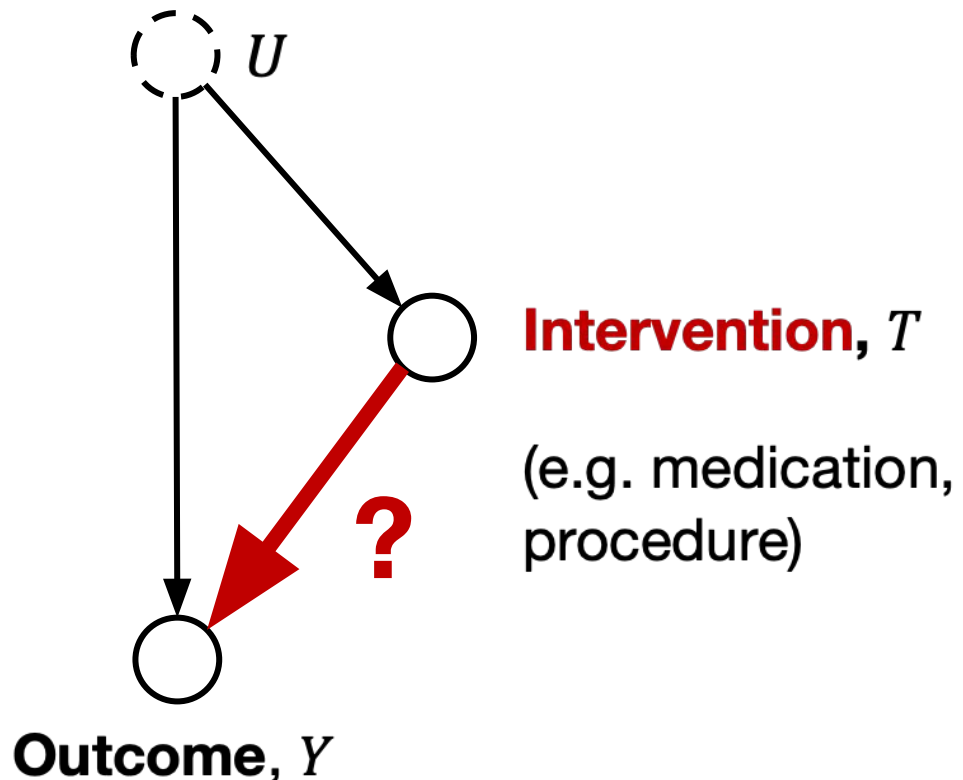 U
Intervention, T
(e.g. medication,
procedure)
?
Outcome, Y